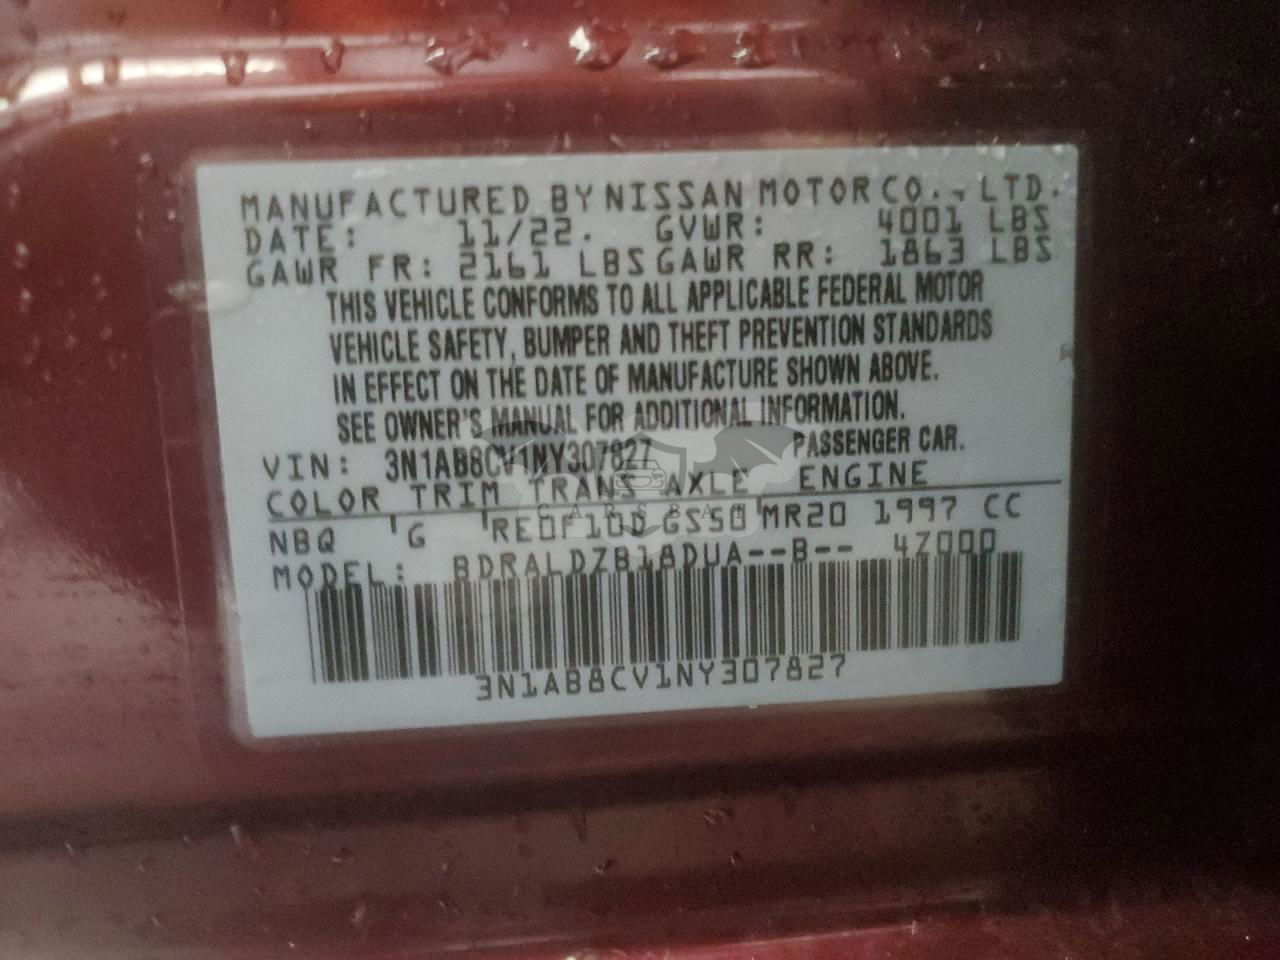 MANUFACTURED BY NISSAN MOTOR CO., LTD.
DATE: 11/22. GVWR: 4001 LBS
GAWR FR: 2161 LBS GAWR RR: 1863 LBS
THIS VEHICLE CONFORMS TO ALL APPLICABLE FEDERAL MOTOR
VEHICLE SAFETY, BUMPER AND THEFT PREVENTION STANDARDS
IN EFFECT ON THE DATE OF MANUFACTURE SHOWN ABOVE.
SEE OWNER'S MANUAL FOR ADDITIONAL INFORMATION.
VIN: 3N1AB8CV1NY307827 PASSENGER CAR.
COLOR TRIM TRANS AXLE ENGINE
CARSBAT
NBQ G RE0F10D GS50 MR20 1997 CC
MODEL: BDRALDZB18DUA--B-- 4Z000
3N1AB8CV1NY307827